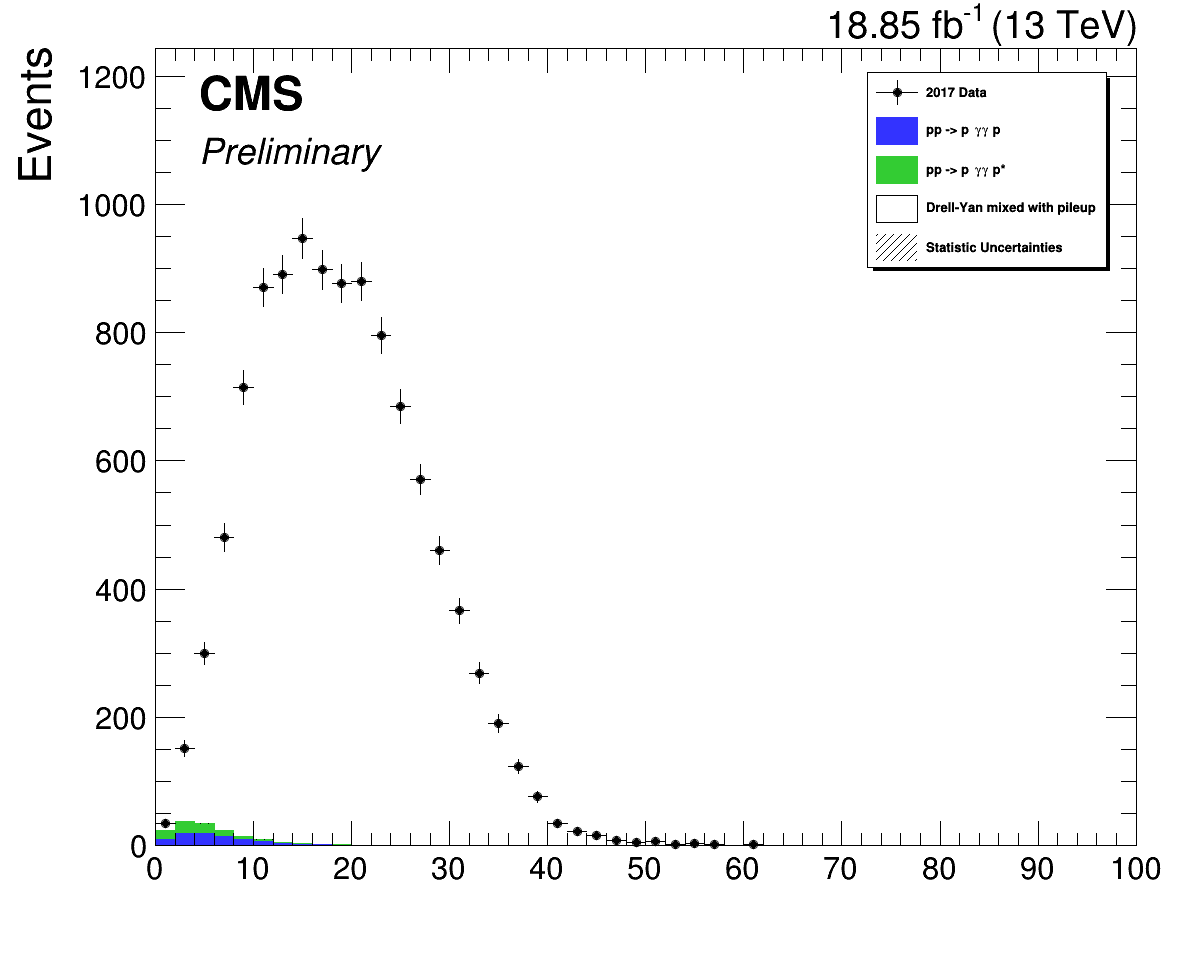 18.85 fb⁻¹ (13 TeV)
Events
CMS
Preliminary
2017 Data
pp -> p γγ p
pp -> p γγ p*
Drell-Yan mixed with pileup
Statistic Uncertainties
1200
1000
800
600
400
200
0
0 10 20 30 40 50 60 70 80 90 100